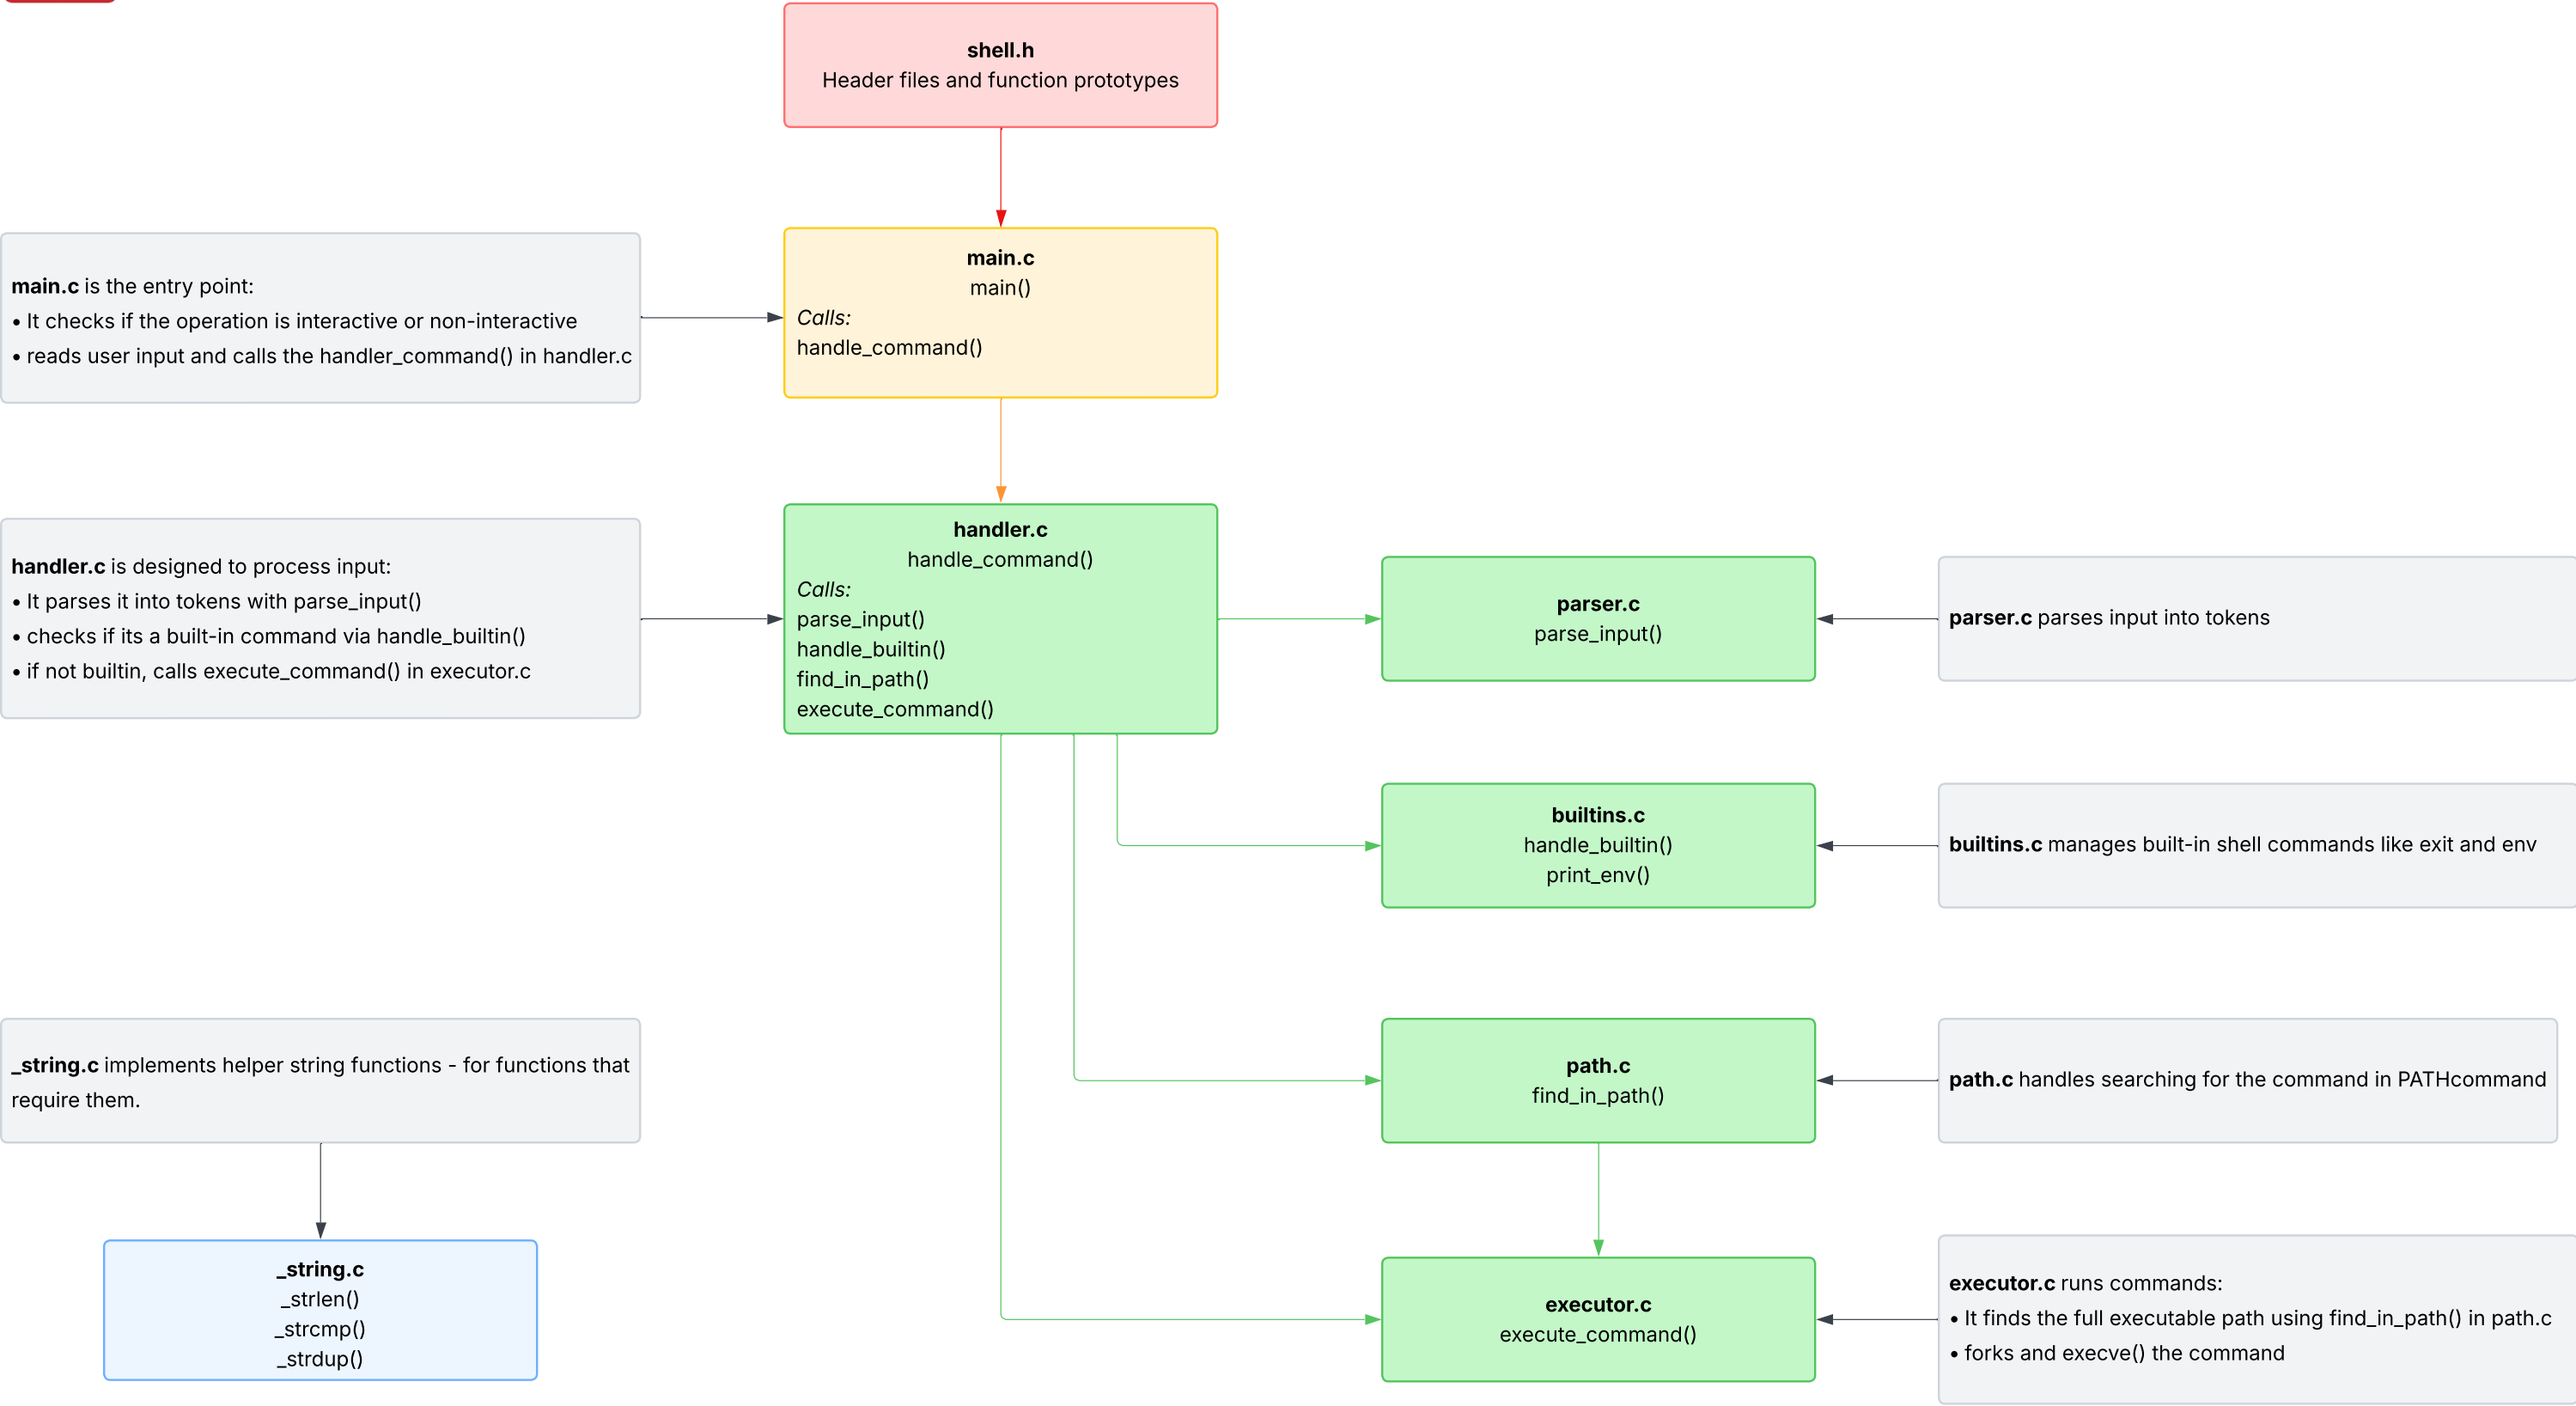 shell.h
Header files and function prototypes
main.c is the entry point:
• It checks if the operation is interactive or non-interactive
• reads user input and calls the handler_command() in handler.c
main.c
main()
Calls:
handle_command()
handler.c is designed to process input:
• It parses it into tokens with parse_input()
• checks if its a built-in command via handle_builtin()
• if not builtin, calls execute_command() in executor.c
handler.c
handle_command()
Calls:
parse_input()
handle_builtin()
find_in_path()
execute_command()
parser.c
parse_input()
parser.c parses input into tokens
builtins.c
handle_builtin()
print_env()
builtins.c manages built-in shell commands like exit and env
_string.c implements helper string functions - for functions that
require them.
path.c
find_in_path()
path.c handles searching for the command in PATHcommand
_string.c
_strlen()
_strcmp()
_strdup()
executor.c
execute_command()
executor.c runs commands:
• It finds the full executable path using find_in_path() in path.c
• forks and execve() the command